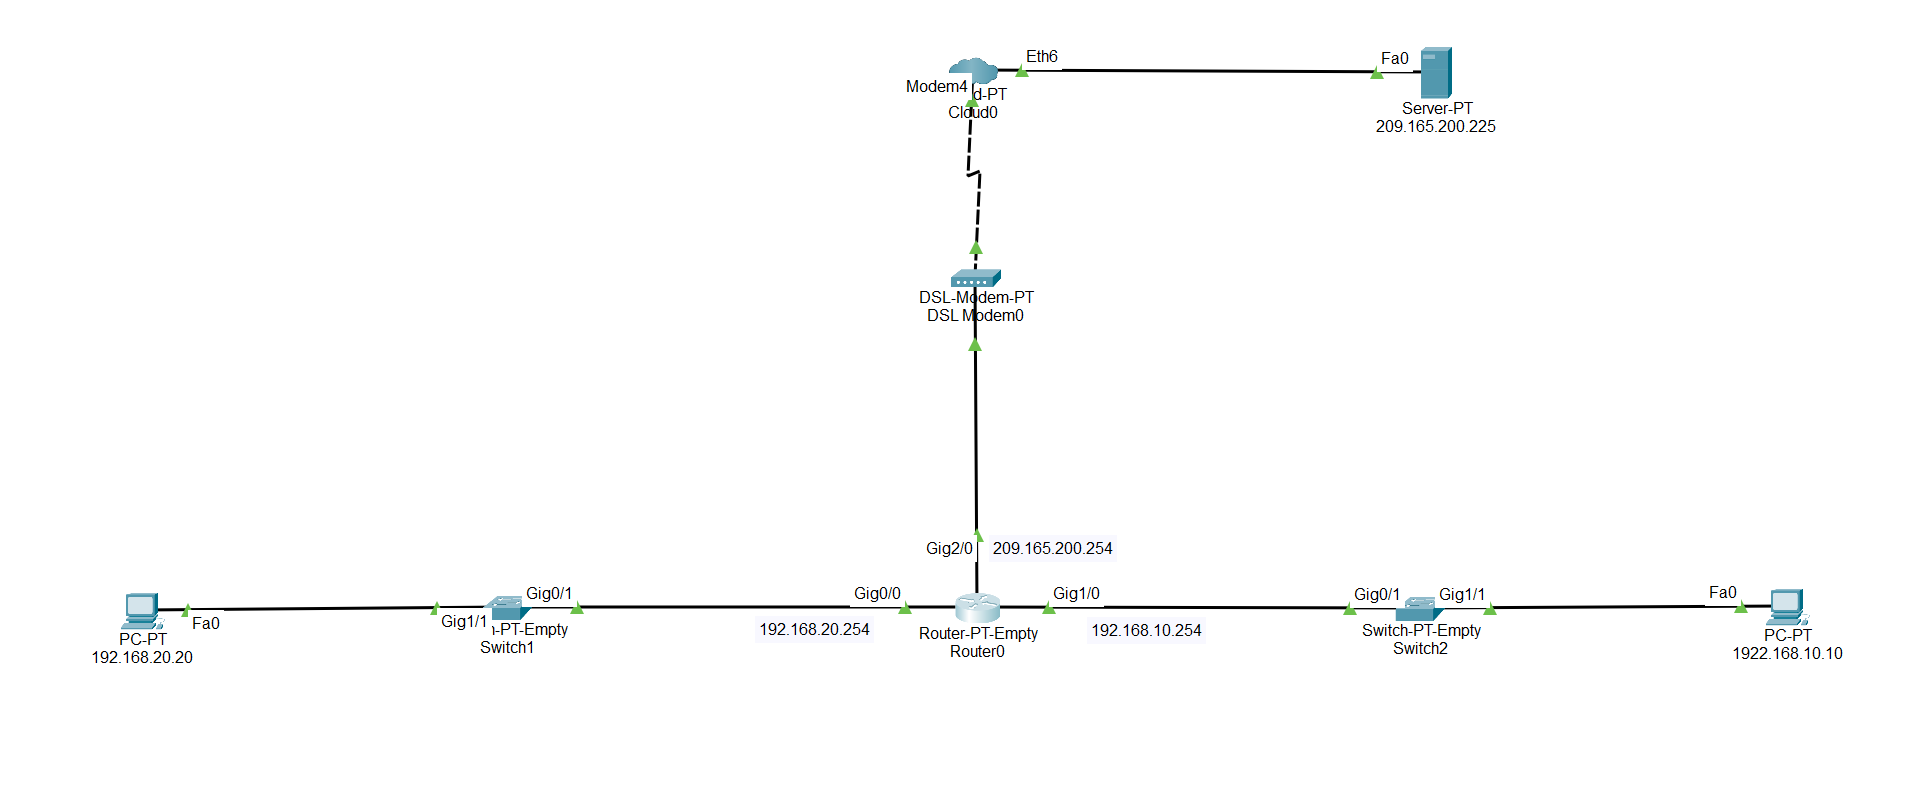 Eth6
Fa0
Modem4
d-PT
Cloud0
Server-PT
209.165.200.225
DSL-Modem-PT
DSL Modem0
Gig2/0
209.165.200.254
Gig0/1
Gig0/0
Gig1/0
Gig0/1
Gig1/1
Fa0
Fa0
Gig1/1
PC-PT
192.168.20.20
-PT-Empty
Switch1
192.168.20.254
Router-PT-Empty
Router0
192.168.10.254
Switch-PT-Empty
Switch2
PC-PT
1922.168.10.10